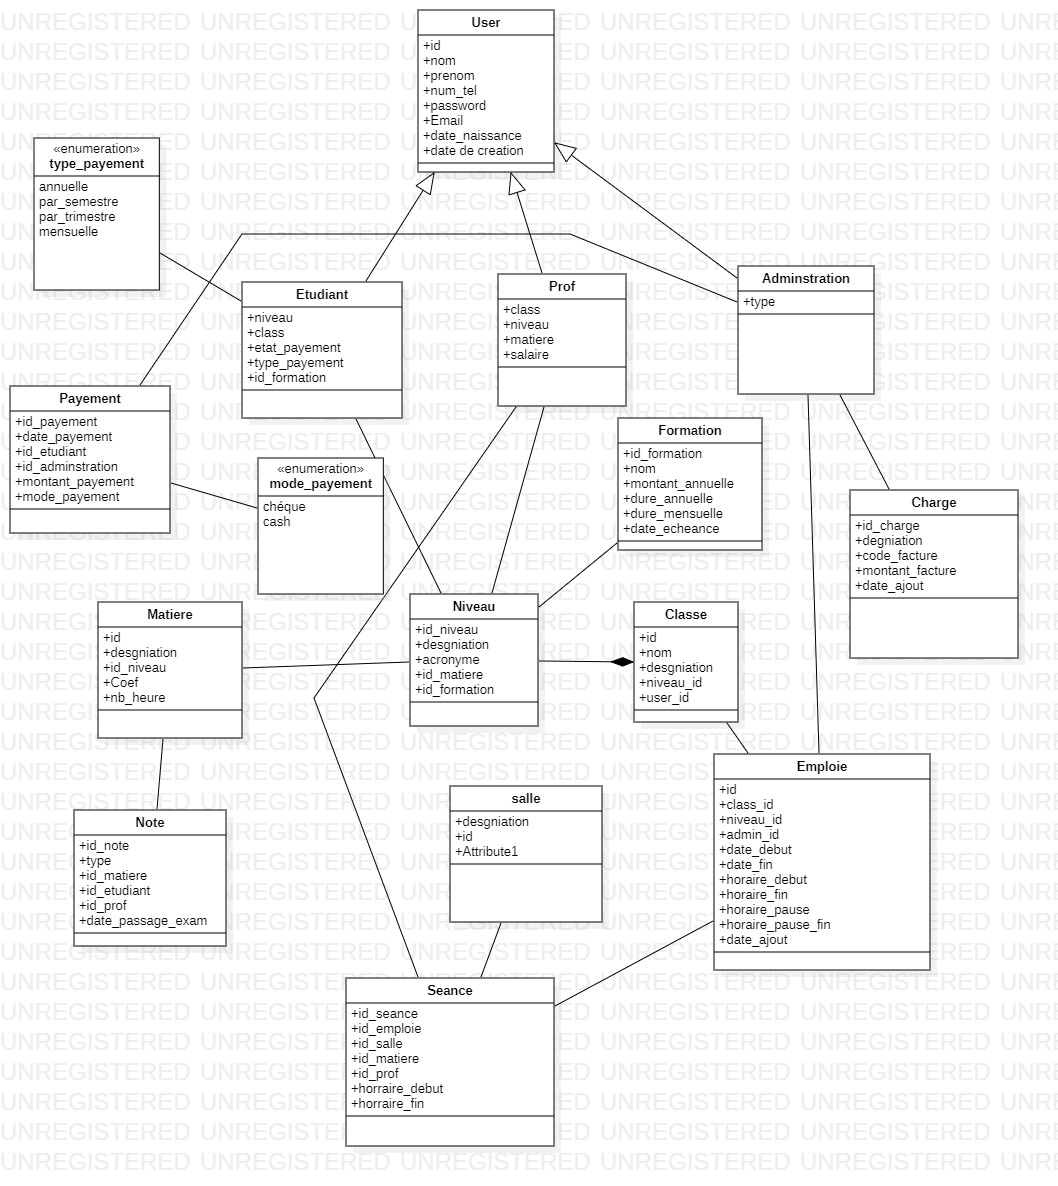 User
+id
+nom
+prenom
+num_tel
+password
+Email
+date_naissance
+date de creation
«enumeration»
type_payement
annuelle
par_semestre
par_trimestre
mensuelle
Etudiant
+niveau
+class
+etat_payement
+type_payement
+id_formation
Prof
+class
+niveau
+matiere
+salaire
Adminstration
+type
Payement
+id_payement
+date_payement
+id_etudiant
+id_adminstration
+montant_payement
+mode_payement
«enumeration»
mode_payement
chéque
cash
Formation
+id_formation
+nom
+montant_annuelle
+dure_annuelle
+dure_mensuelle
+date_echeance
Charge
+id_charge
+degniation
+code_facture
+montant_facture
+date_ajout
Matiere
+id
+desgniation
+id_niveau
+Coef
+nb_heure
Niveau
+id_niveau
+desgniation
+acronyme
+id_matiere
+id_formation
Classe
+id
+nom
+desgniation
+niveau_id
+user_id
Emploie
+id
+class_id
+niveau_id
+admin_id
+date_debut
+date_fin
+horaire_debut
+horaire_fin
+horaire_pause
+horaire_pause_fin
+date_ajout
Note
+id_note
+type
+id_matiere
+id_etudiant
+id_prof
+date_passage_exam
salle
+desgniation
+id
+Attribute1
Seance
+id_seance
+id_emploie
+id_salle
+id_matiere
+id_prof
+horraire_debut
+horraire_fin
UNREGISTERED